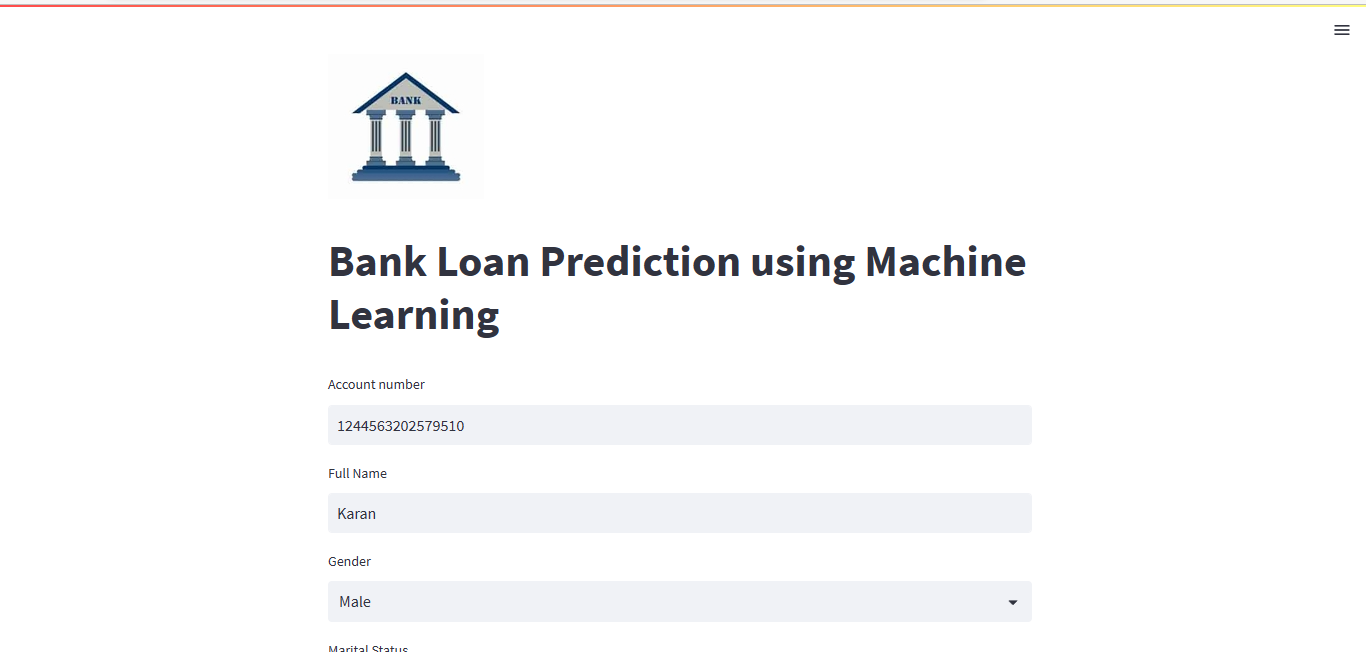 BANK
Bank Loan Prediction using Machine
Learning
Account number
1244563202579510
Full Name
Karan
Gender
Male
Marital Status